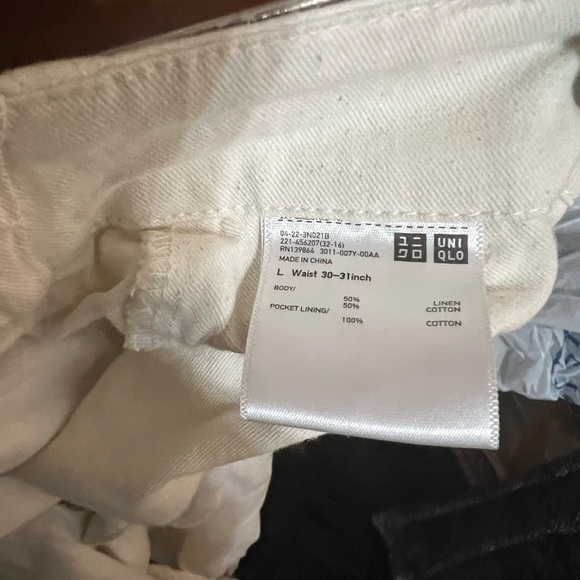 04-22-3N021B
221-456207(32-16)
RN139864 3011-007Y-00AA
MADE IN CHINA
ユニ
クロ
UNI
QLO
L Waist 30-31inch
BODY/
50% LINEN
50% COTTON
POCKET LINING/
100% COTTON